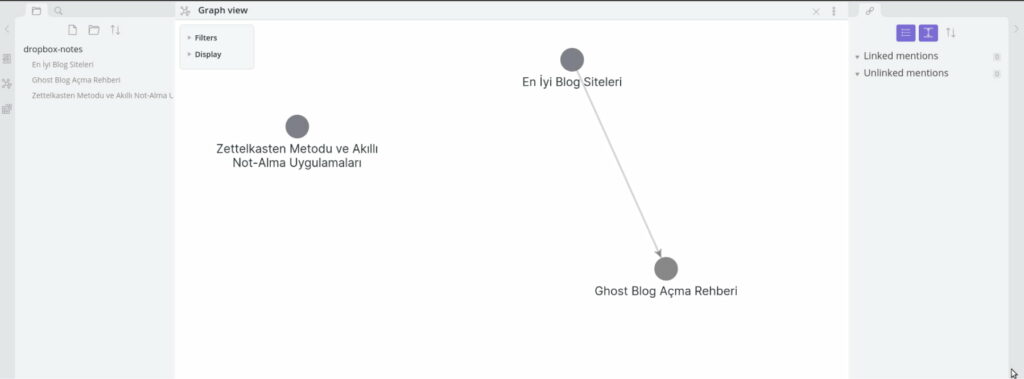 Graph view
dropbox-notes
En İyi Blog Siteleri
Ghost Blog Açma Rehberi
Zettelkasten Metodu ve Akıllı Not-Alma U
Filters
Display
En İyi Blog Siteleri
Zettelkasten Metodu ve Akıllı
Not-Alma Uygulamaları
Ghost Blog Açma Rehberi
Linked mentions 0
Unlinked mentions 0